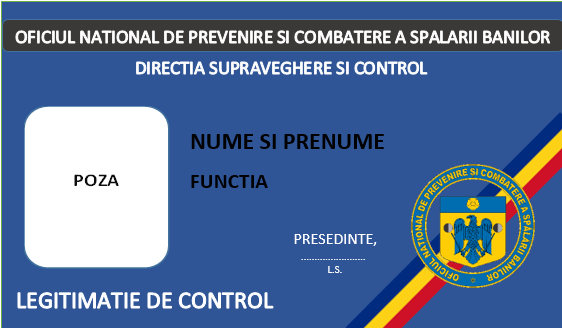 OFICIUL NATIONAL DE PREVENIRE SI COMBATERE A SPALARII BANILOR
DIRECTIA SUPRAVEGHERE SI CONTROL
NUME SI PRENUME
POZA
FUNCTIA
PRESEDINTE,
........................
L.S.
OFICIUL NATIONAL DE PREVENIRE SI COMBATERE A SPALARII BANILOR
LEGITIMATIE DE CONTROL